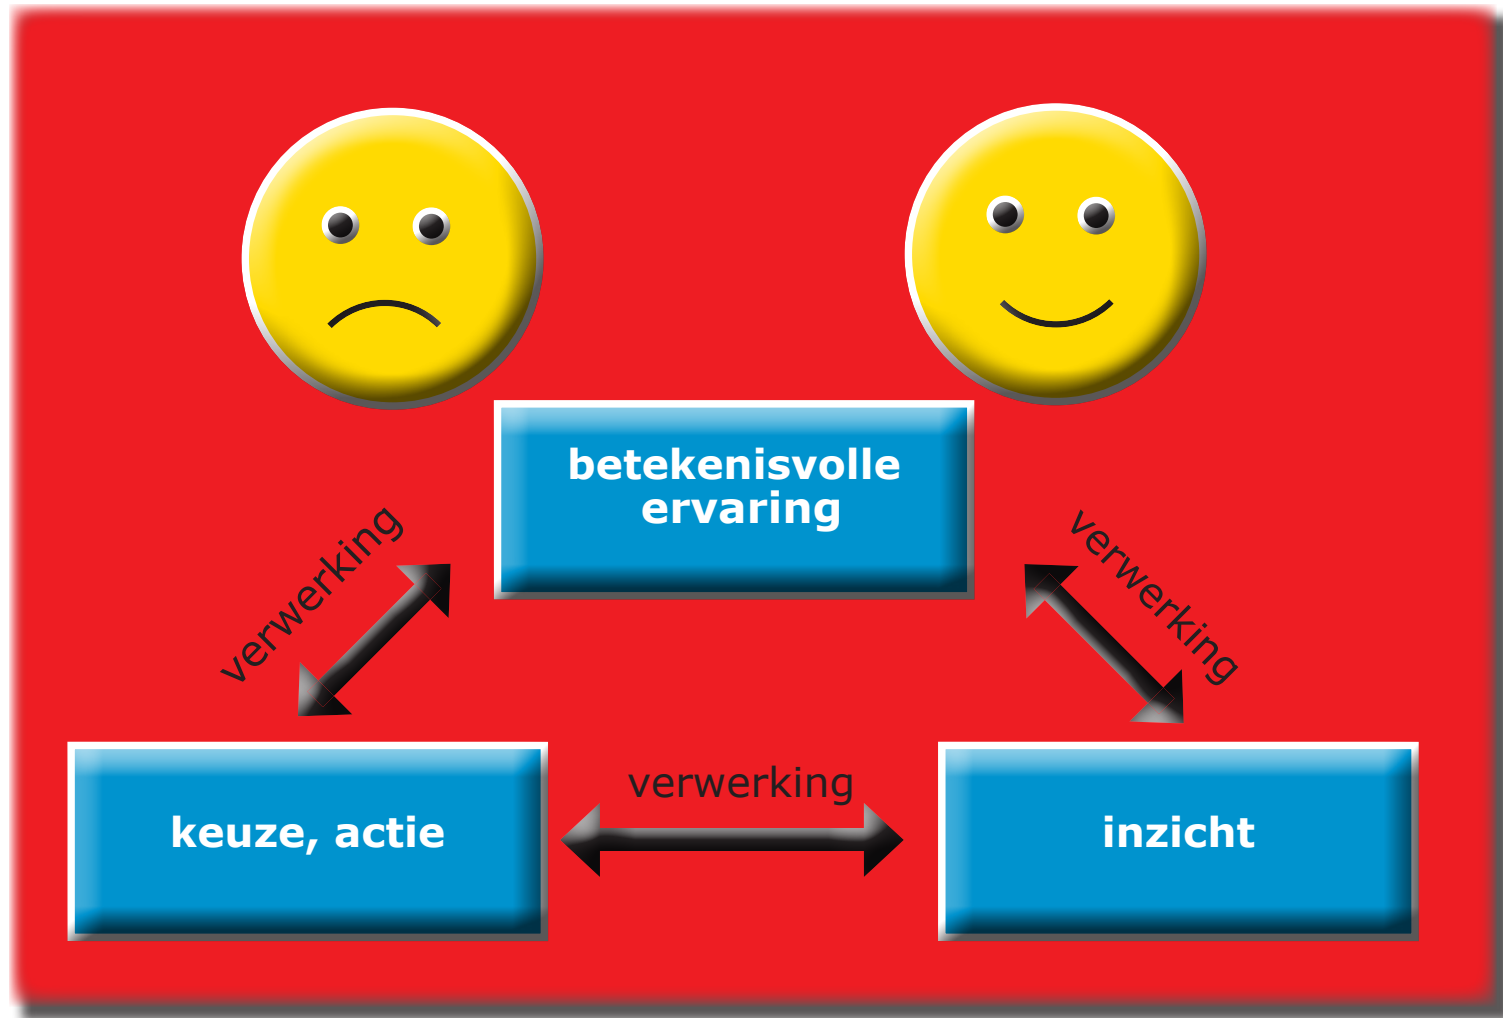 betekenisvolle
ervaring
verwerking
verwerking
verwerking
keuze, actie
inzicht